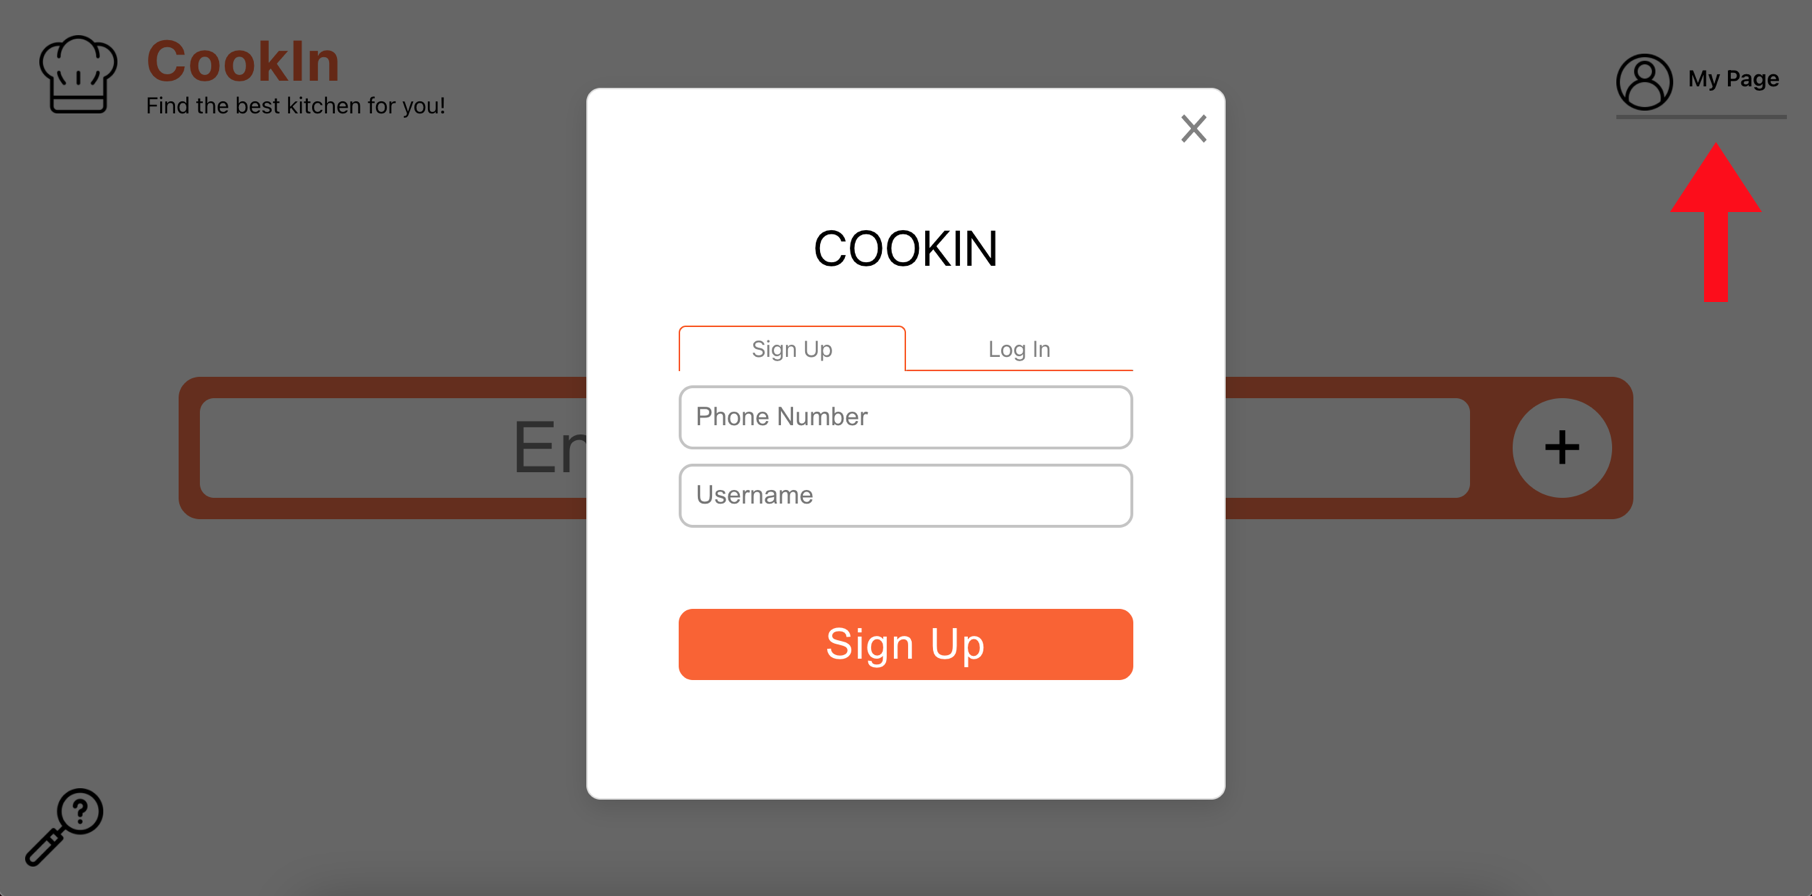 CookIn
Find the best kitchen for you!
My Page
COOKIN
Sign Up
Log In
Phone Number
Username
Sign Up
+
?